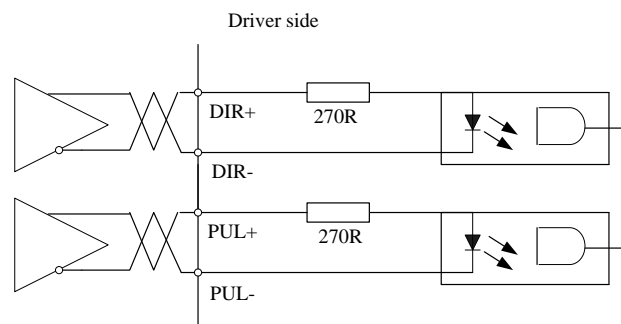 Driver side
DIR+
270R
DIR-
PUL+
270R
PUL-